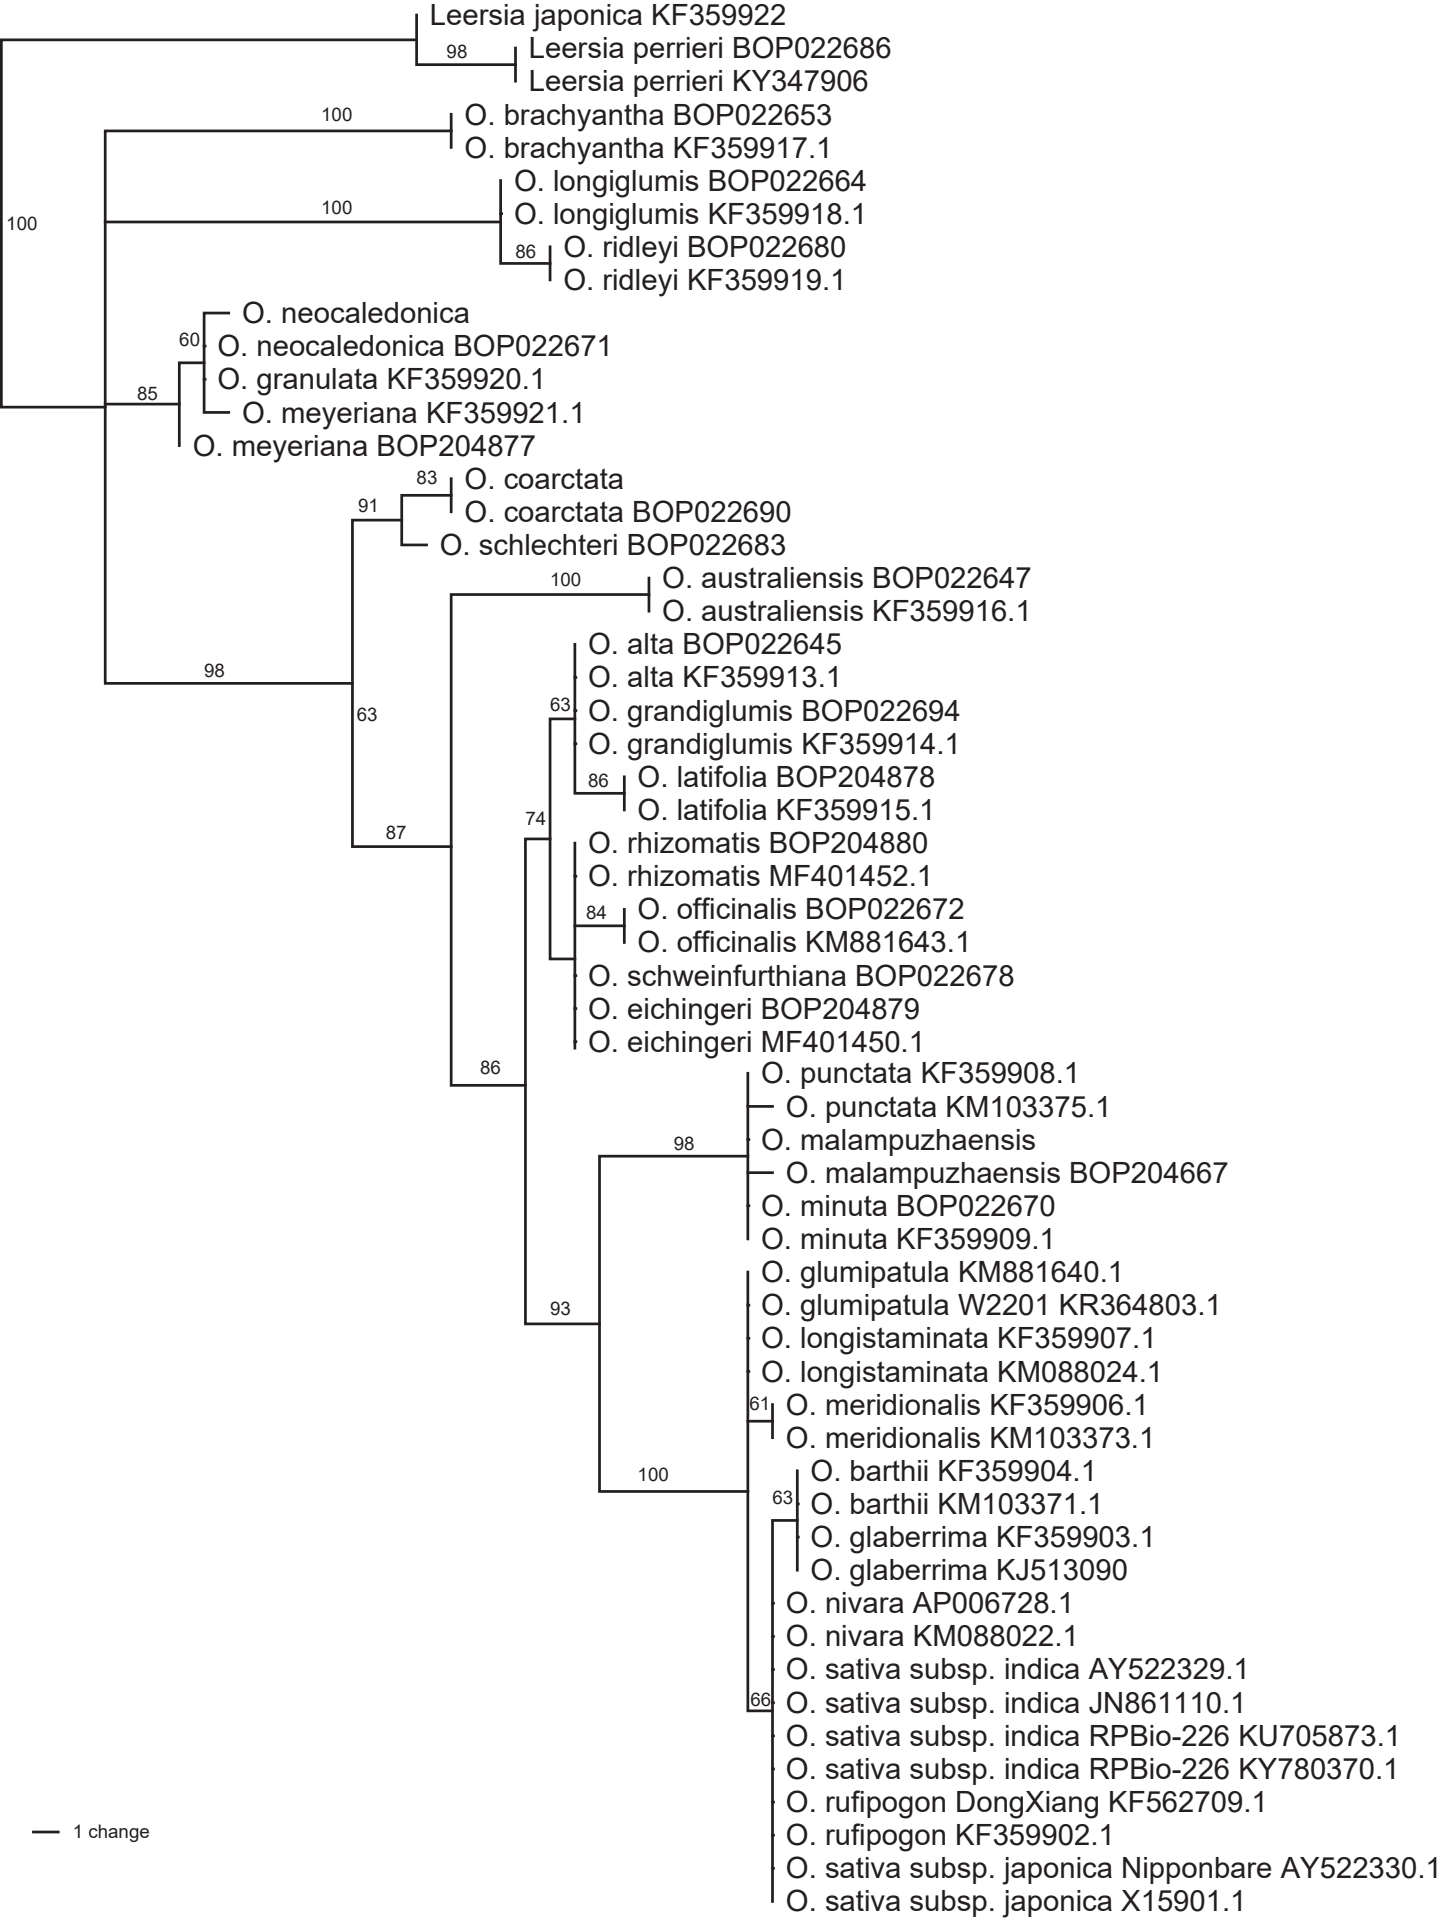 Leersia japonica KF359922
98
Leersia perrieri BOP022686
Leersia perrieri KY347906
100
O. brachyantha BOP022653
O. brachyantha KF359917.1
O. longiglumis BOP022664
100
O. longiglumis KF359918.1
100
86
O. ridleyi BOP022680
O. ridleyi KF359919.1
O. neocaledonica
60
O. neocaledonica BOP022671
O. granulata KF359920.1
85
O. meyeriana KF359921.1
O. meyeriana BOP204877
83
O. coarctata
91
O. coarctata BOP022690
O. schlechteri BOP022683
100
O. australiensis BOP022647
O. australiensis KF359916.1
O. alta BOP022645
98
O. alta KF359913.1
63
63
O. grandiglumis BOP022694
O. grandiglumis KF359914.1
86
O. latifolia BOP204878
O. latifolia KF359915.1
74
87
O. rhizomatis BOP204880
O. rhizomatis MF401452.1
84
O. officinalis BOP022672
O. officinalis KM881643.1
O. schweinfurthiana BOP022678
O. eichingeri BOP204879
O. eichingeri MF401450.1
86
O. punctata KF359908.1
O. punctata KM103375.1
98
O. malampuzhaensis
O. malampuzhaensis BOP204667
O. minuta BOP022670
O. minuta KF359909.1
O. glumipatula KM881640.1
93
O. glumipatula W2201 KR364803.1
O. longistaminata KF359907.1
O. longistaminata KM088024.1
61
O. meridionalis KF359906.1
O. meridionalis KM103373.1
100
O. barthii KF359904.1
63
O. barthii KM103371.1
O. glaberrima KF359903.1
O. glaberrima KJ513090
O. nivara AP006728.1
O. nivara KM088022.1
O. sativa subsp. indica AY522329.1
66
O. sativa subsp. indica JN861110.1
O. sativa subsp. indica RPBio-226 KU705873.1
O. sativa subsp. indica RPBio-226 KY780370.1
O. rufipogon DongXiang KF562709.1
1 change
O. rufipogon KF359902.1
O. sativa subsp. japonica Nipponbare AY522330.1
O. sativa subsp. japonica X15901.1